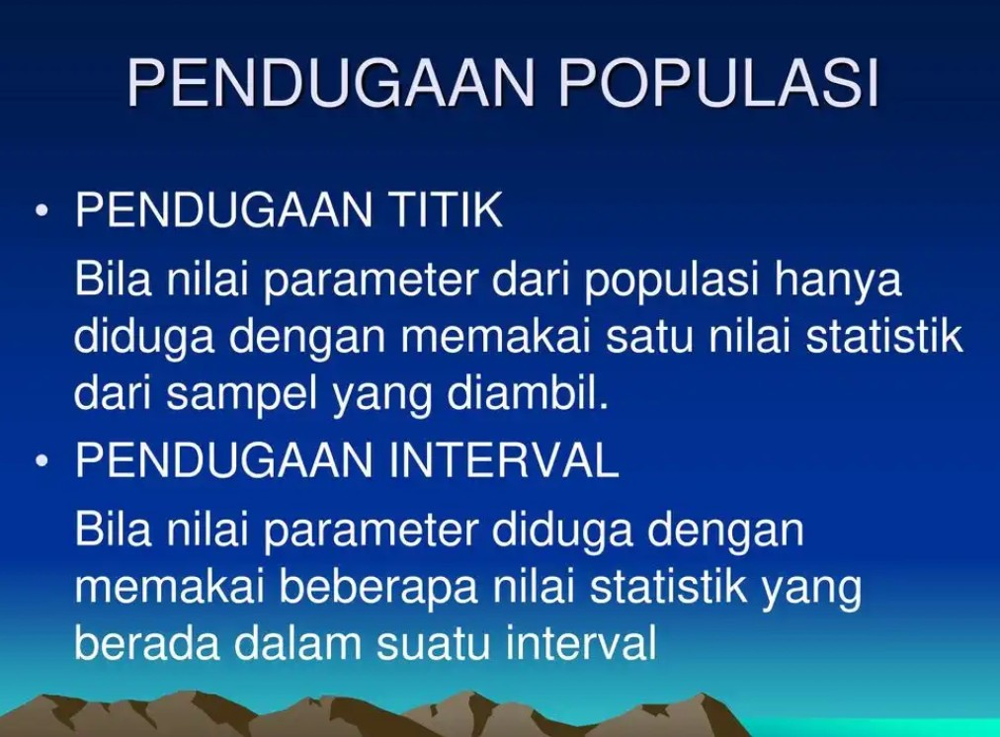 PENDUGAAN POPULASI
• PENDUGAAN TITIK
Bila nilai parameter dari populasi hanya
diduga dengan memakai satu nilai statistik
dari sampel yang diambil.
• PENDUGAAN INTERVAL
Bila nilai parameter diduga dengan
memakai beberapa nilai statistik yang
berada dalam suatu interval